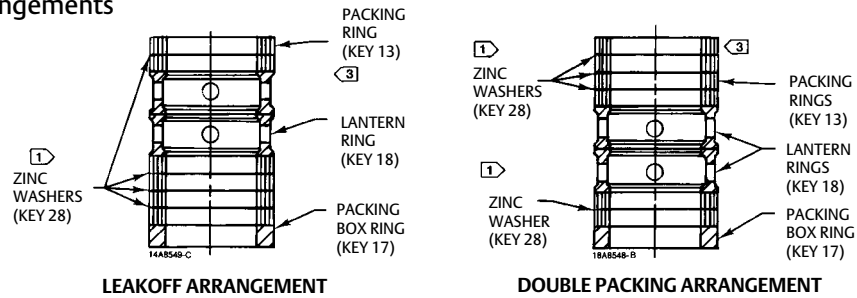 angements
PACKING
RING
(KEY 13)
3
LANTERN
RING
(KEY 18)
1
ZINC
WASHERS
(KEY 28)
PACKING
BOX RING
(KEY 17)
14A8549-C
LEAKOFF ARRANGEMENT
1
ZINC
WASHERS
(KEY 28)
3
PACKING
RINGS
(KEY 13)
LANTERN
RINGS
(KEY 18)
1
ZINC
WASHER
(KEY 28)
PACKING
BOX RING
(KEY 17)
18A8548-B
DOUBLE PACKING ARRANGEMENT